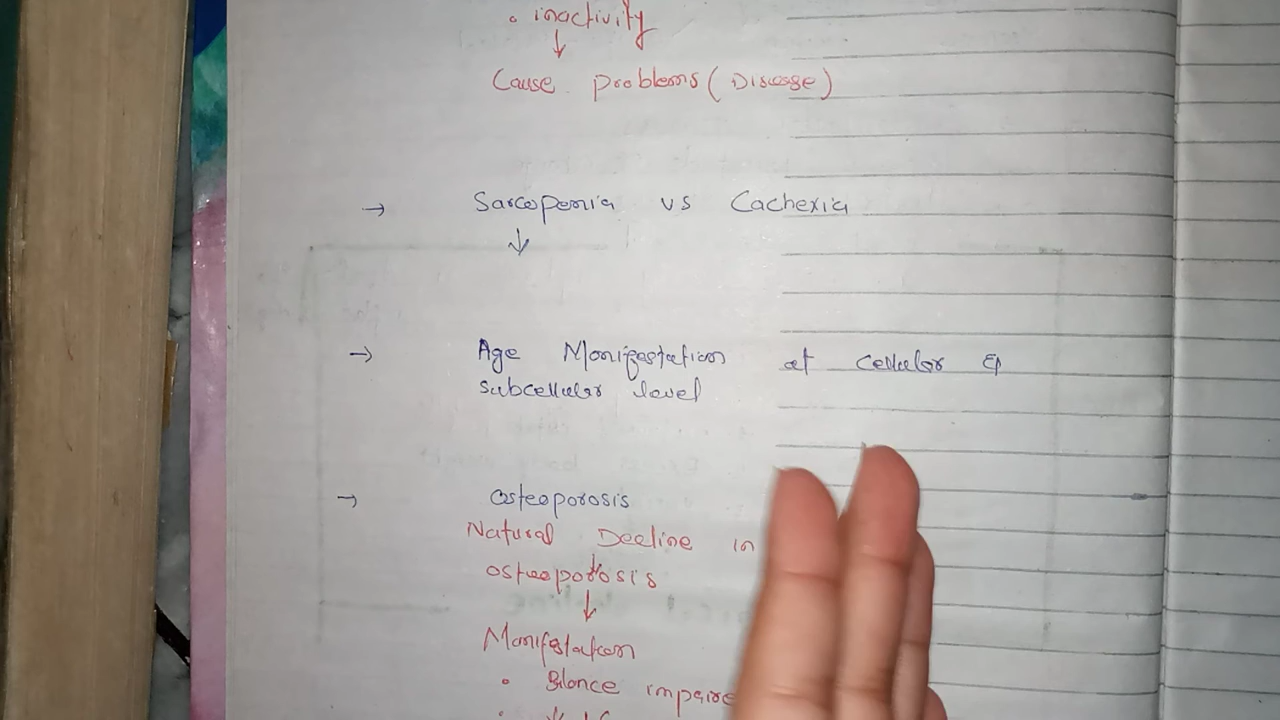 • inactivity
↓
Cause problems (Disease)
→ Sarcopenia vs Cachexia
↓
→ Age Manifestation at cellular &
subcellular level
→ osteoporosis
Natural Decline in
osteoporosis
↓
Manifestation
• Balance impaire